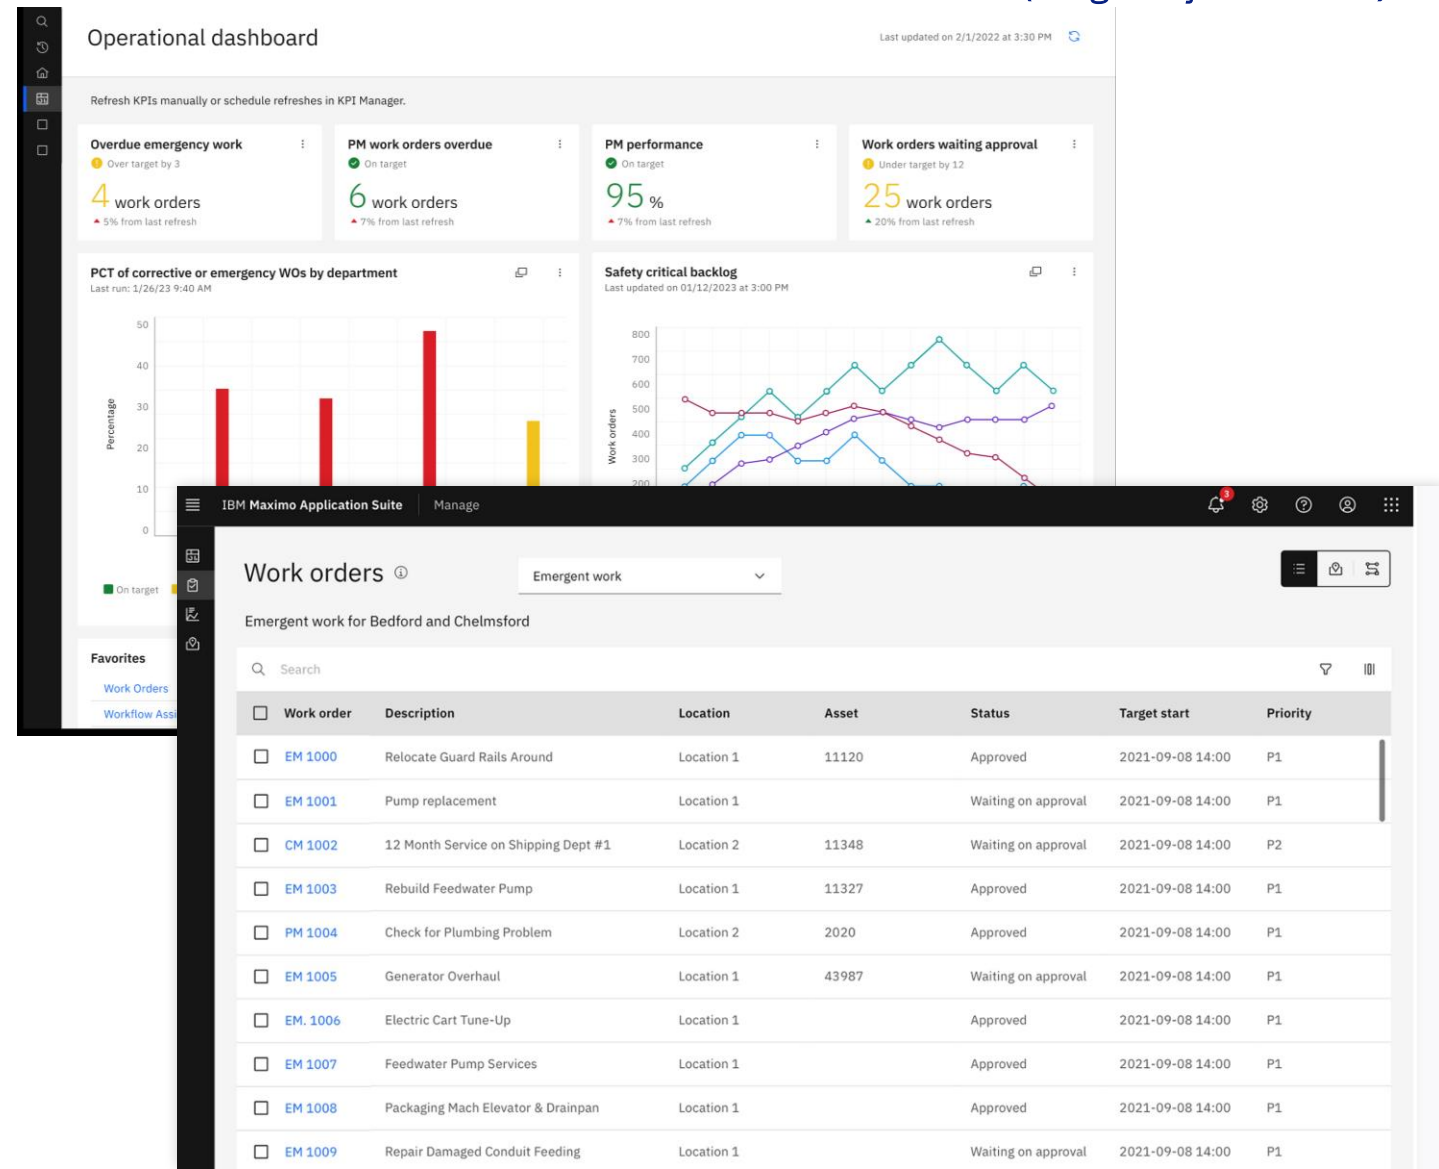 Operational dashboard
Last updated on 2/1/2022 at 3:30 PM
Refresh KPIs manually or schedule refreshes in KPI Manager.
Overdue emergency work
Over target by 3
4 work orders
5% from last refresh
PM work orders overdue
On target
6 work orders
7% from last refresh
PM performance
On target
95 %
7% from last refresh
Work orders waiting approval
Under target by 12
25 work orders
20% from last refresh
PCT of corrective or emergency WOs by department
Last run: 1/26/23 9:40 AM
50
40
30
20
10
0
Percentage
On target
Safety critical backlog
Last updated on 01/12/2023 at 3:00 PM
800
700
600
500
400
300
200
Work orders
Favorites
Work Orders
Workflow Assi
IBM Maximo Application Suite Manage
3
Work orders
Emergent work
Emergent work for Bedford and Chelmsford
Search
Work order Description Location Asset Status Target start Priority
EM 1000 Relocate Guard Rails Around Location 1 11120 Approved 2021-09-08 14:00 P1
EM 1001 Pump replacement Location 1 Waiting on approval 2021-09-08 14:00 P1
CM 1002 12 Month Service on Shipping Dept #1 Location 2 11348 Waiting on approval 2021-09-08 14:00 P2
EM 1003 Rebuild Feedwater Pump Location 1 11327 Approved 2021-09-08 14:00 P1
PM 1004 Check for Plumbing Problem Location 2 2020 Approved 2021-09-08 14:00 P1
EM 1005 Generator Overhaul Location 1 43987 Waiting on approval 2021-09-08 14:00 P1
EM. 1006 Electric Cart Tune-Up Location 1 Approved 2021-09-08 14:00 P1
EM 1007 Feedwater Pump Services Location 1 Approved 2021-09-08 14:00 P1
EM 1008 Packaging Mach Elevator & Drainpan Location 1 Approved 2021-09-08 14:00 P1
EM 1009 Repair Damaged Conduit Feeding Location 1 Waiting on approval 2021-09-08 14:00 P1